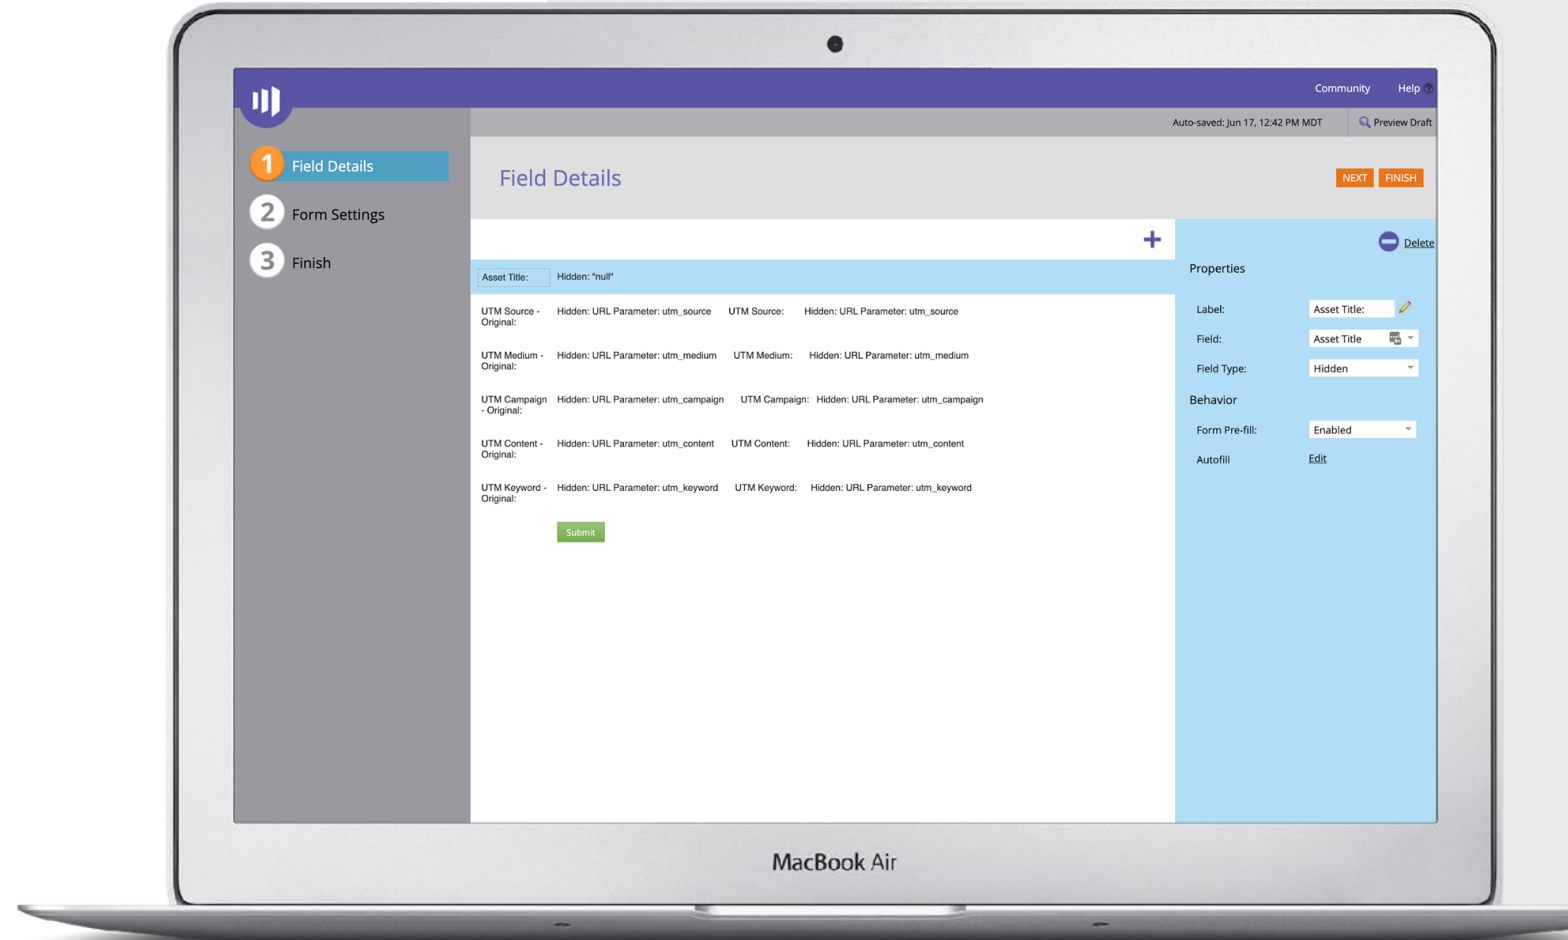 Community Help
Auto-saved: Jun 17, 12:42 PM MDT Preview Draft
1 Field Details
2 Form Settings
3 Finish
Field Details
NEXT FINISH
Delete
Asset Title: Hidden: "null"
UTM Source - Hidden: URL Parameter: utm_source UTM Source: Hidden: URL Parameter: utm_source
Original:
UTM Medium - Hidden: URL Parameter: utm_medium UTM Medium: Hidden: URL Parameter: utm_medium
Original:
UTM Campaign Hidden: URL Parameter: utm_campaign UTM Campaign: Hidden: URL Parameter: utm_campaign
- Original:
UTM Content - Hidden: URL Parameter: utm_content UTM Content: Hidden: URL Parameter: utm_content
Original:
UTM Keyword - Hidden: URL Parameter: utm_keyword UTM Keyword: Hidden: URL Parameter: utm_keyword
Original:
Submit
Properties
Label: Asset Title:
Field: Asset Title
Field Type: Hidden
Behavior
Form Pre-fill: Enabled
Autofill Edit
MacBook Air